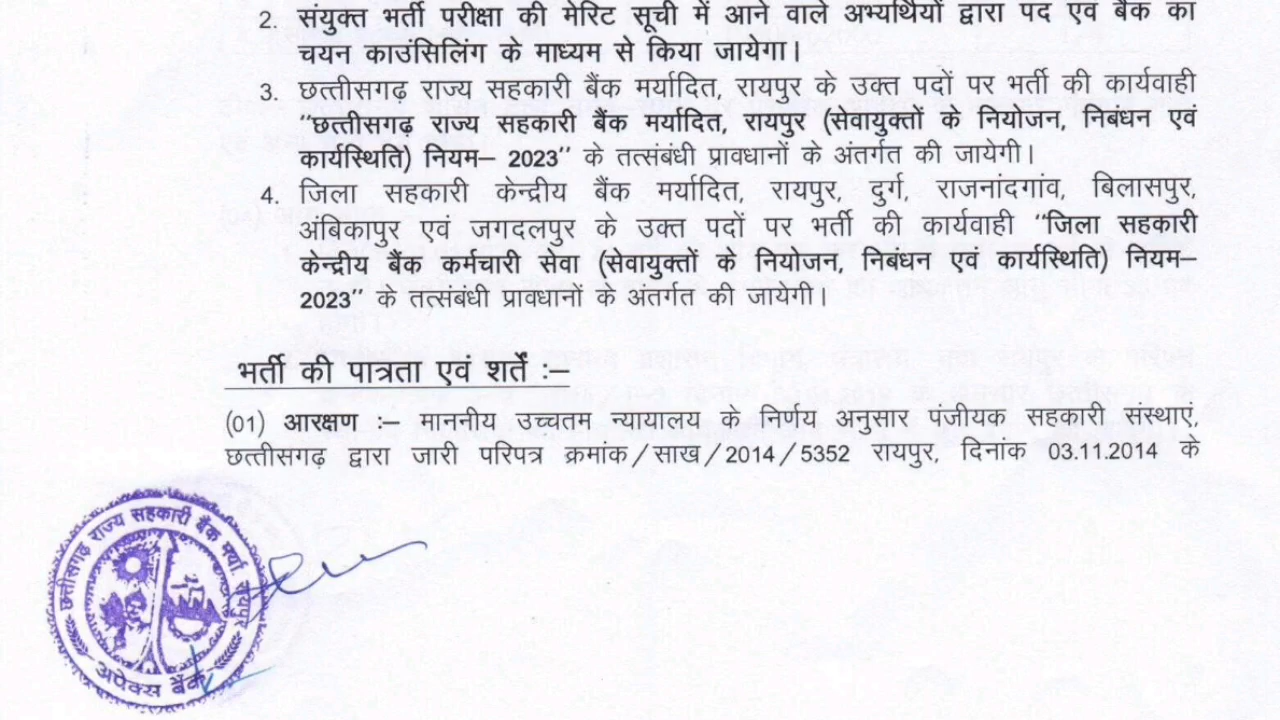 2. संयुक्त भर्ती परीक्षा की मेरिट सूची में आने वाले अभ्यर्थियों द्वारा पद एवं बैंक का
चयन काउंसिलिंग के माध्यम से किया जायेगा।
3. छत्तीसगढ़ राज्य सहकारी बैंक मर्यादित, रायपुर के उक्त पदों पर भर्ती की कार्यवाही
"छत्तीसगढ़ राज्य सहकारी बैंक मर्यादित, रायपुर (सेवायुक्तों के नियोजन, निबंधन एवं
कार्यस्थिति) नियम– 2023" के तत्संबंधी प्रावधानों के अंतर्गत की जायेगी।
4. जिला सहकारी केन्द्रीय बैंक मर्यादित, रायपुर, दुर्ग, राजनांदगांव, बिलासपुर,
अंबिकापुर एवं जगदलपुर के उक्त पदों पर भर्ती की कार्यवाही "जिला सहकारी
केन्द्रीय बैंक कर्मचारी सेवा (सेवायुक्तों के नियोजन, निबंधन एवं कार्यस्थिति) नियम–
2023" के तत्संबंधी प्रावधानों के अंतर्गत की जायेगी।
भर्ती की पात्रता एवं शर्तें :–
(01) आरक्षण :– माननीय उच्चतम न्यायालय के निर्णय अनुसार पंजीयक सहकारी संस्थाएं,
छत्तीसगढ़ द्वारा जारी परिपत्र क्रमांक/साख/2014/5352 रायपुर, दिनांक 03.11.2014 के
छत्तीसगढ़ राज्य सहकारी बैंक मर्या रायपुर
अपेक्स बैंक